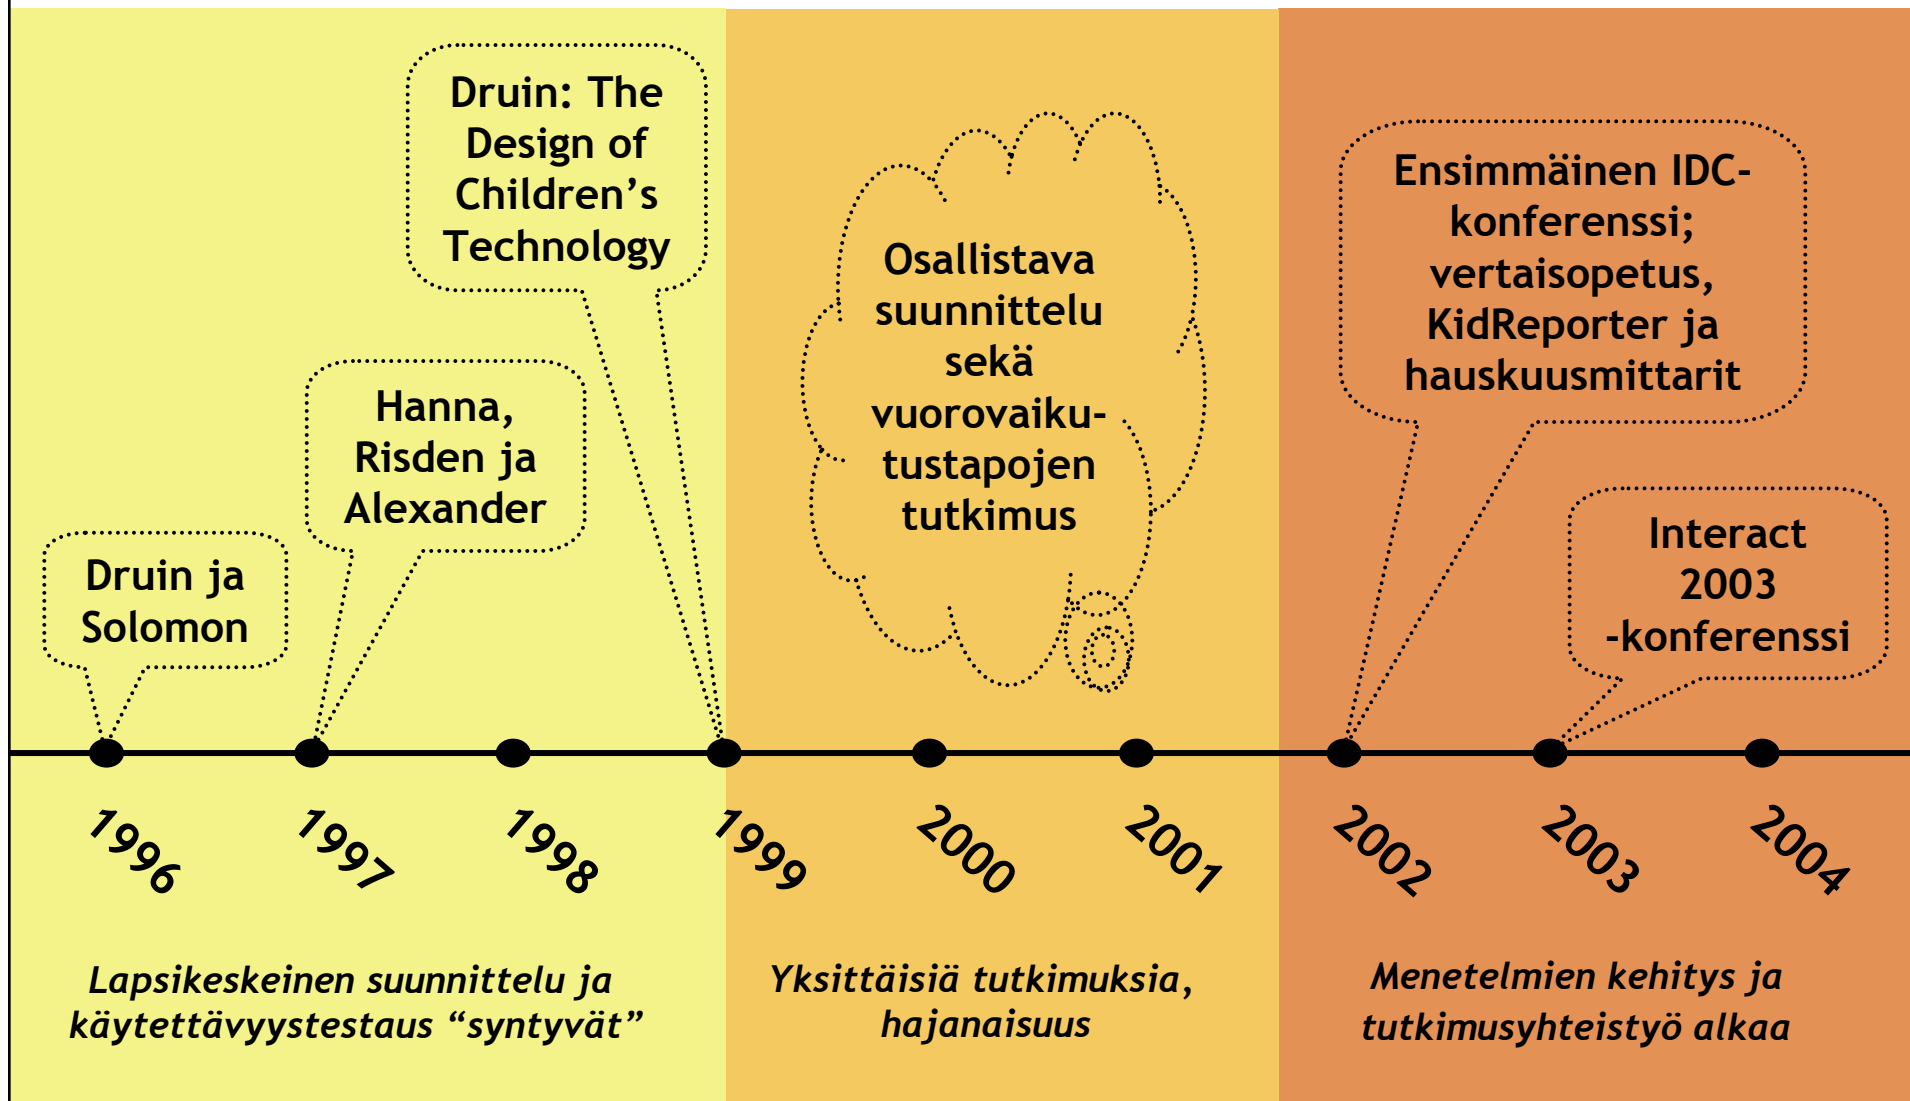 Druin: The
Design of
Children’s
Technology
Hanna,
Risden ja
Alexander
Druin ja
Solomon
Osallistava
suunnittelu
sekä
vuorovaiku-
tustapojen
tutkimus
Ensimmäinen IDC-
konferenssi;
vertaisopetus,
KidReporter ja
hauskuusmittarit
Interact
2003
-konferenssi
1996
1997
1998
1999
2000
2001
2002
2003
2004
Lapsikeskeinen suunnittelu ja
käytettävyystestaus “syntyvät”
Yksittäisiä tutkimuksia,
hajanaisuus
Menetelmien kehitys ja
tutkimusyhteistyö alkaa